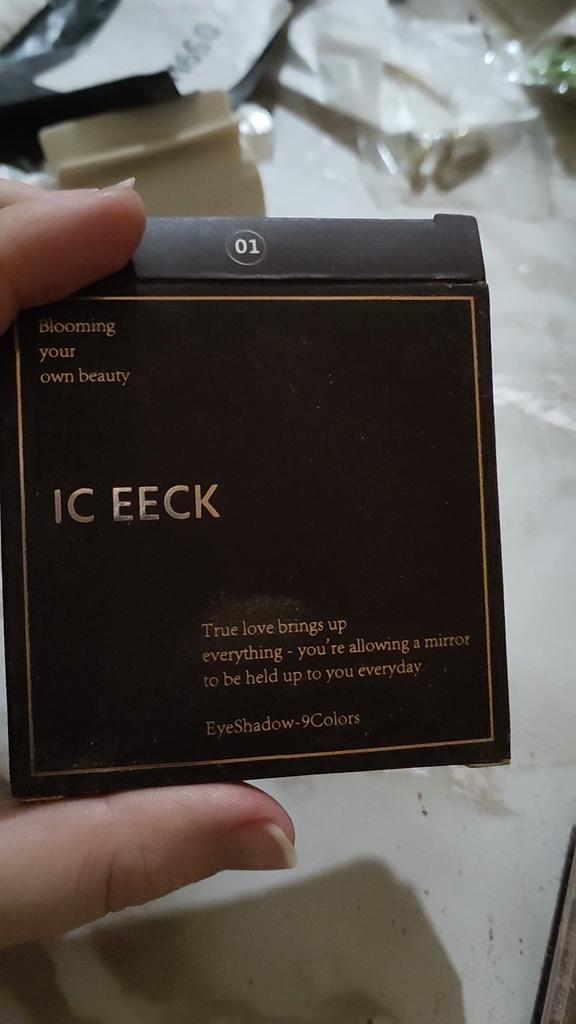 01
Blooming
your
own beauty
IC EECK
True love brings up
everything - you're allowing a mirror
to be held up to you everyday
EyeShadow-9Colors